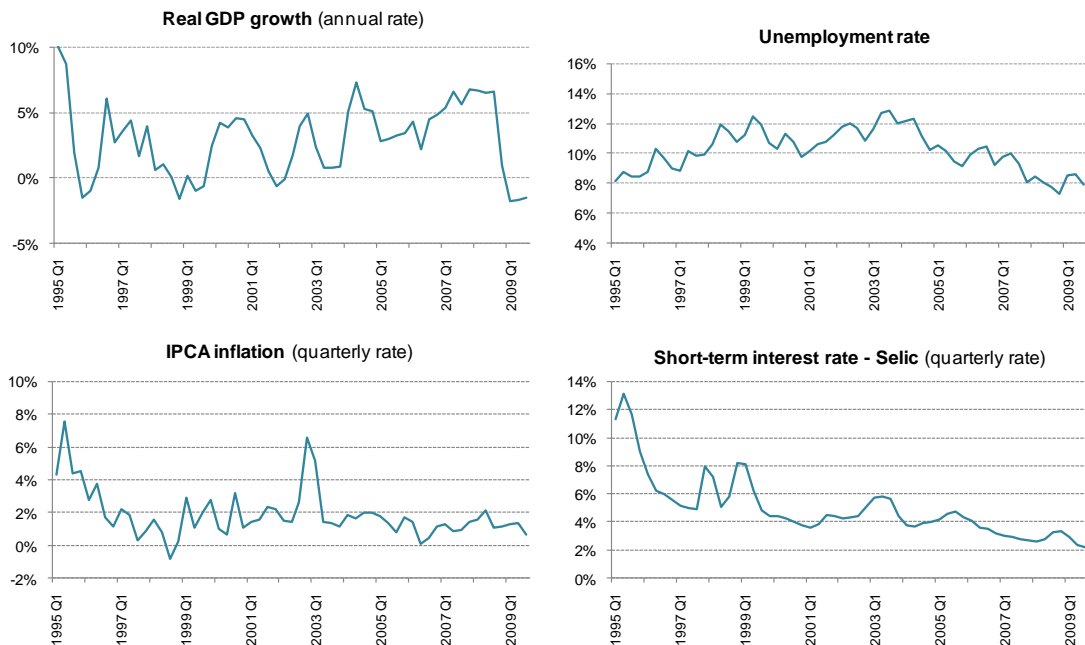 Real GDP growth (annual rate)
10%
5%
0%
-5%
1995 Q1
1997 Q1
1999 Q1
2001 Q1
2003 Q1
2005 Q1
2007 Q1
2009 Q1
Unemployment rate
16%
14%
12%
10%
8%
6%
4%
1995 Q1
1997 Q1
1999 Q1
2001 Q1
2003 Q1
2005 Q1
2007 Q1
2009 Q1
IPCA inflation (quarterly rate)
10%
8%
6%
4%
2%
0%
-2%
1995 Q1
1997 Q1
1999 Q1
2001 Q1
2003 Q1
2005 Q1
2007 Q1
2009 Q1
Short-term interest rate - Selic (quarterly rate)
14%
12%
10%
8%
6%
4%
2%
0%
1995 Q1
1997 Q1
1999 Q1
2001 Q1
2003 Q1
2005 Q1
2007 Q1
2009 Q1